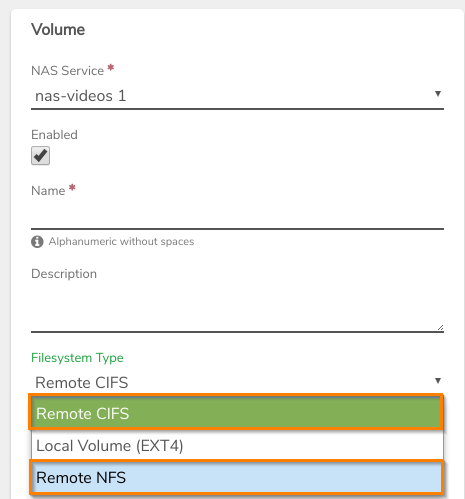 Volume
NAS Service *
nas-videos 1
Enabled
Name *
Alphanumeric without spaces
Description
Filesystem Type
Remote CIFS
Remote CIFS
Local Volume (EXT4)
Remote NFS